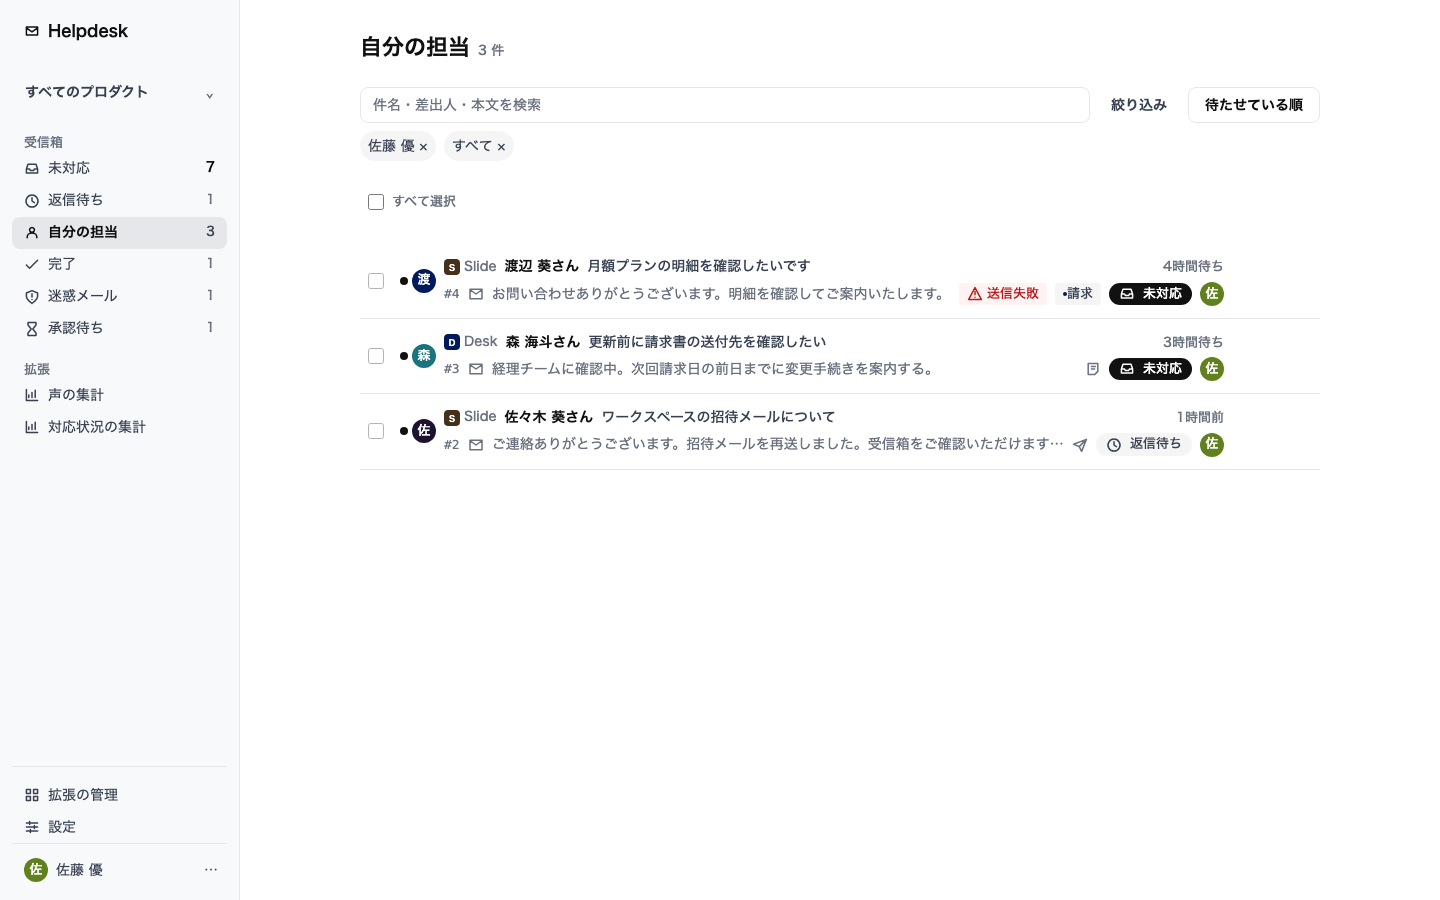 Helpdesk
すべてのプロダクト
受信箱
未対応 7
返信待ち 1
自分の担当 3
完了 1
迷惑メール 1
承認待ち 1
拡張
声の集計
対応状況の集計
拡張の管理
設定
佐 佐藤 優 …
自分の担当 3 件
件名・差出人・本文を検索 絞り込み 待たせている順
佐藤 優 × すべて ×
すべて選択
渡 S Slide 渡辺 葵さん 月額プランの明細を確認したいです 4時間待ち
#4 お問い合わせありがとうございます。明細を確認してご案内いたします。 送信失敗 •請求 未対応 佐
森 D Desk 森 海斗さん 更新前に請求書の送付先を確認したい 3時間待ち
#3 経理チームに確認中。次回請求日の前日までに変更手続きを案内する。 未対応 佐
佐 S Slide 佐々木 葵さん ワークスペースの招待メールについて 1時間前
#2 ご連絡ありがとうございます。招待メールを再送しました。受信箱をご確認いただけます… 返信待ち 佐